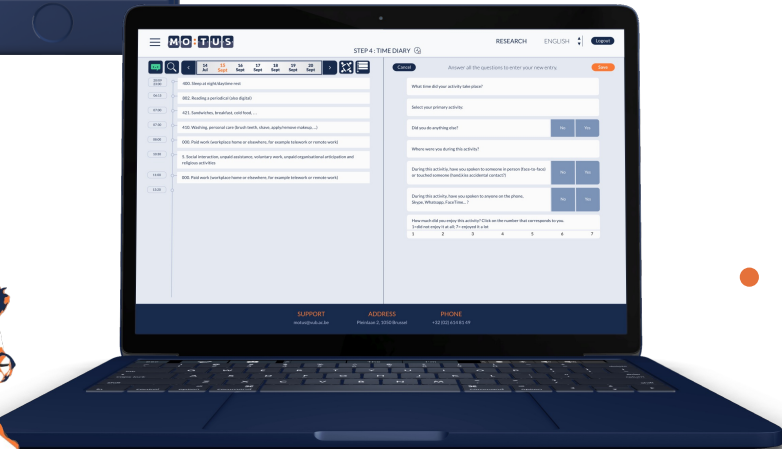 MOTUS
RESEARCH
ENGLISH
Logout
STEP 4 : TIME DIARY
14 Jul
15 Sept
16 Sept
17 Sept
18 Sept
19 Sept
20 Sept
Sleep at night/daytime rest
Reading a periodical (also digital)
Sandwiches, breakfast, cold food, ...
Washing, personal care (brush teeth, shave, apply/remove makeup, ...)
000. Paid work (workplace home or elsewhere, for example telework or remote work)
Social interaction, unpaid assistance, voluntary work, unpaid organisational anticipation and
religious activities
000. Paid work (workplace home or elsewhere, for example telework or remote work)
Cancel
Answer all the questions to enter your new entry.
Save
What time did your activity take place?
Select your primary activity.
Did you do anything else?
No
Yes
Where were you during this activity?
During this activity, have you spoken to someone in person (face-to-face)
or touched someone (hand,kiss accidental contact)?
No
Yes
During this activity, have you spoken to anyone on the phone,
Skype, Whatsapp, FaceTime... ?
No
Yes
How much did you enjoy this activity? Click on the number that corresponds to you.
1=did not enjoy it at all; 7= enjoyed it a lot
1 2 3 4 5 6 7
SUPPORT
ADDRESS
PHONE
Pleinlaan 2, 1050 Brussel
+32 (0)2 614 81 49